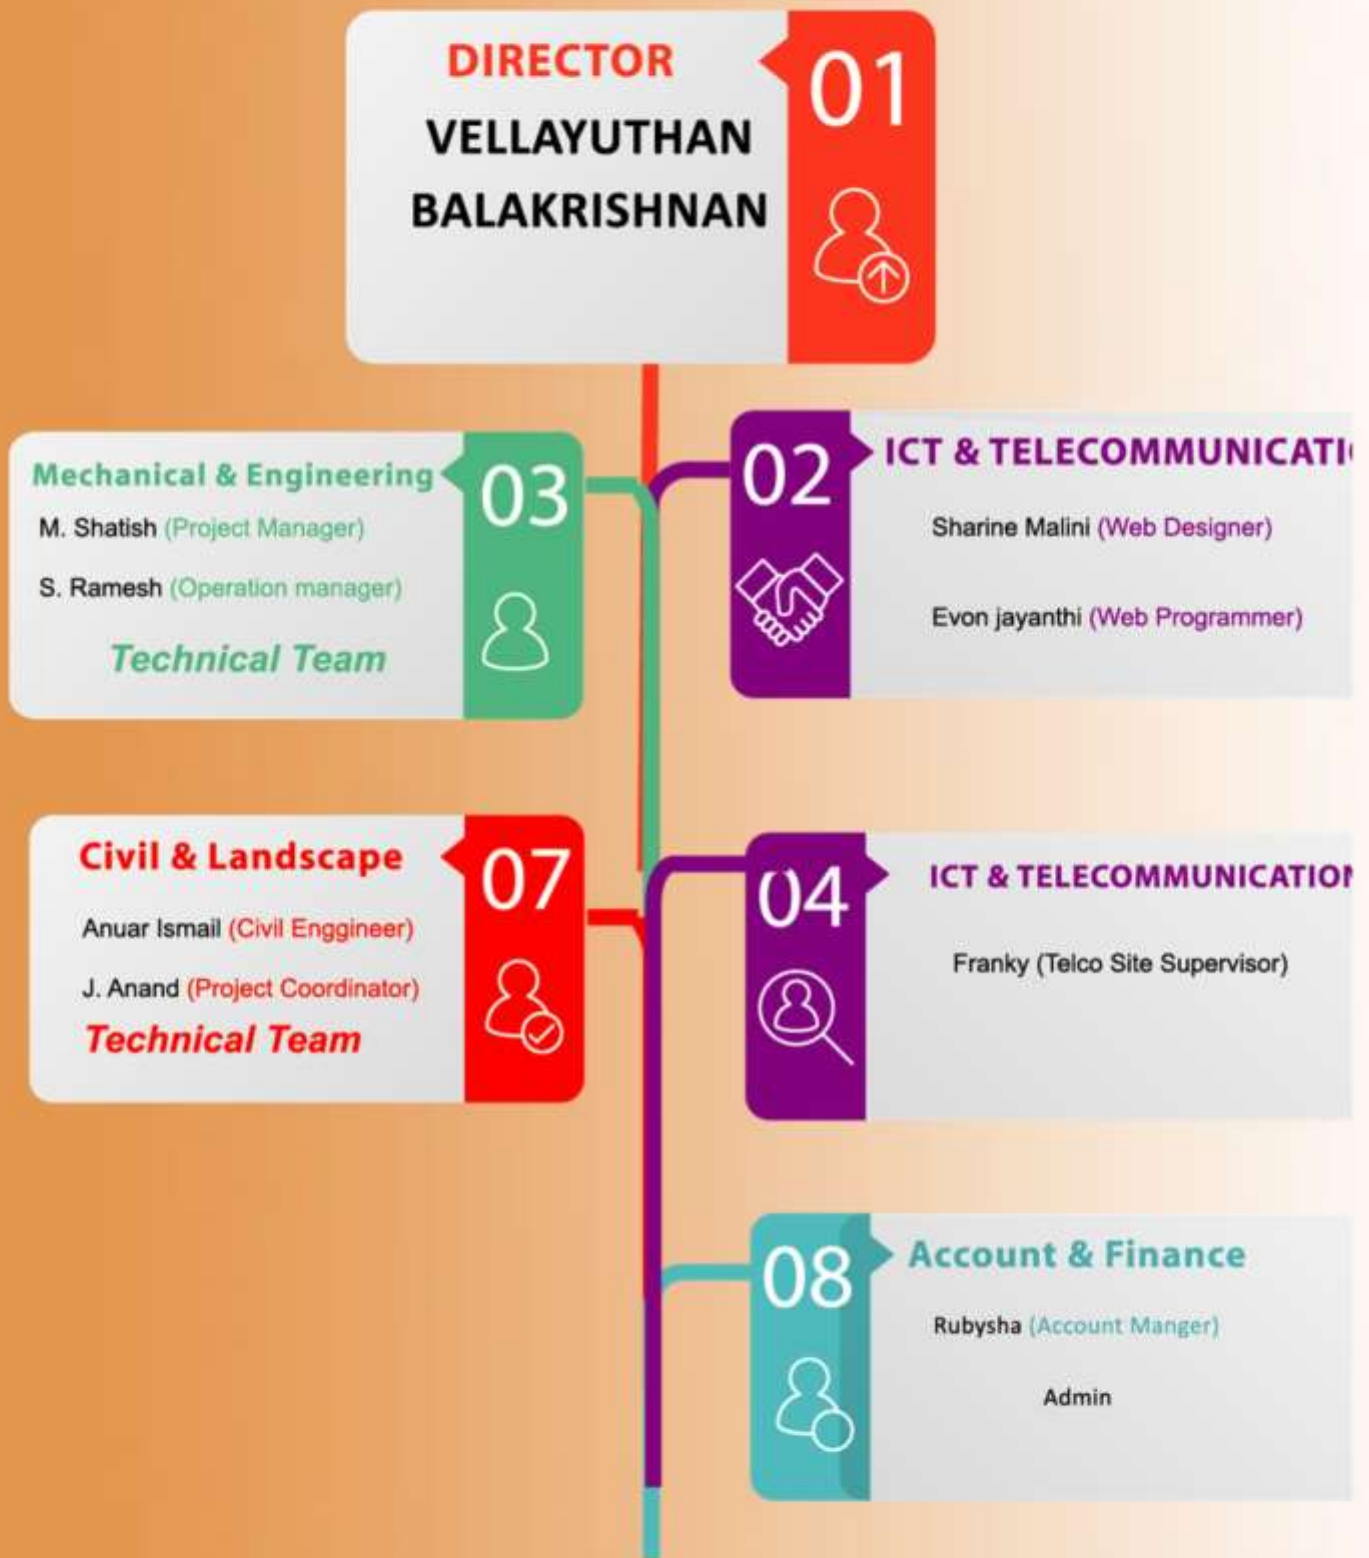 DIRECTOR
01
VELLAYUTHAN
BALAKRISHNAN
Mechanical & Engineering
03
M. Shatish (Project Manager)
S. Ramesh (Operation manager)
Technical Team
02
ICT & TELECOMMUNICATI
Sharine Malini (Web Designer)
Evon jayanthi (Web Programmer)
Civil & Landscape
07
Anuar Ismail (Civil Enggineer)
J. Anand (Project Coordinator)
Technical Team
04
ICT & TELECOMMUNICATION
Franky (Telco Site Supervisor)
08
Account & Finance
Rubysha (Account Manger)
Admin